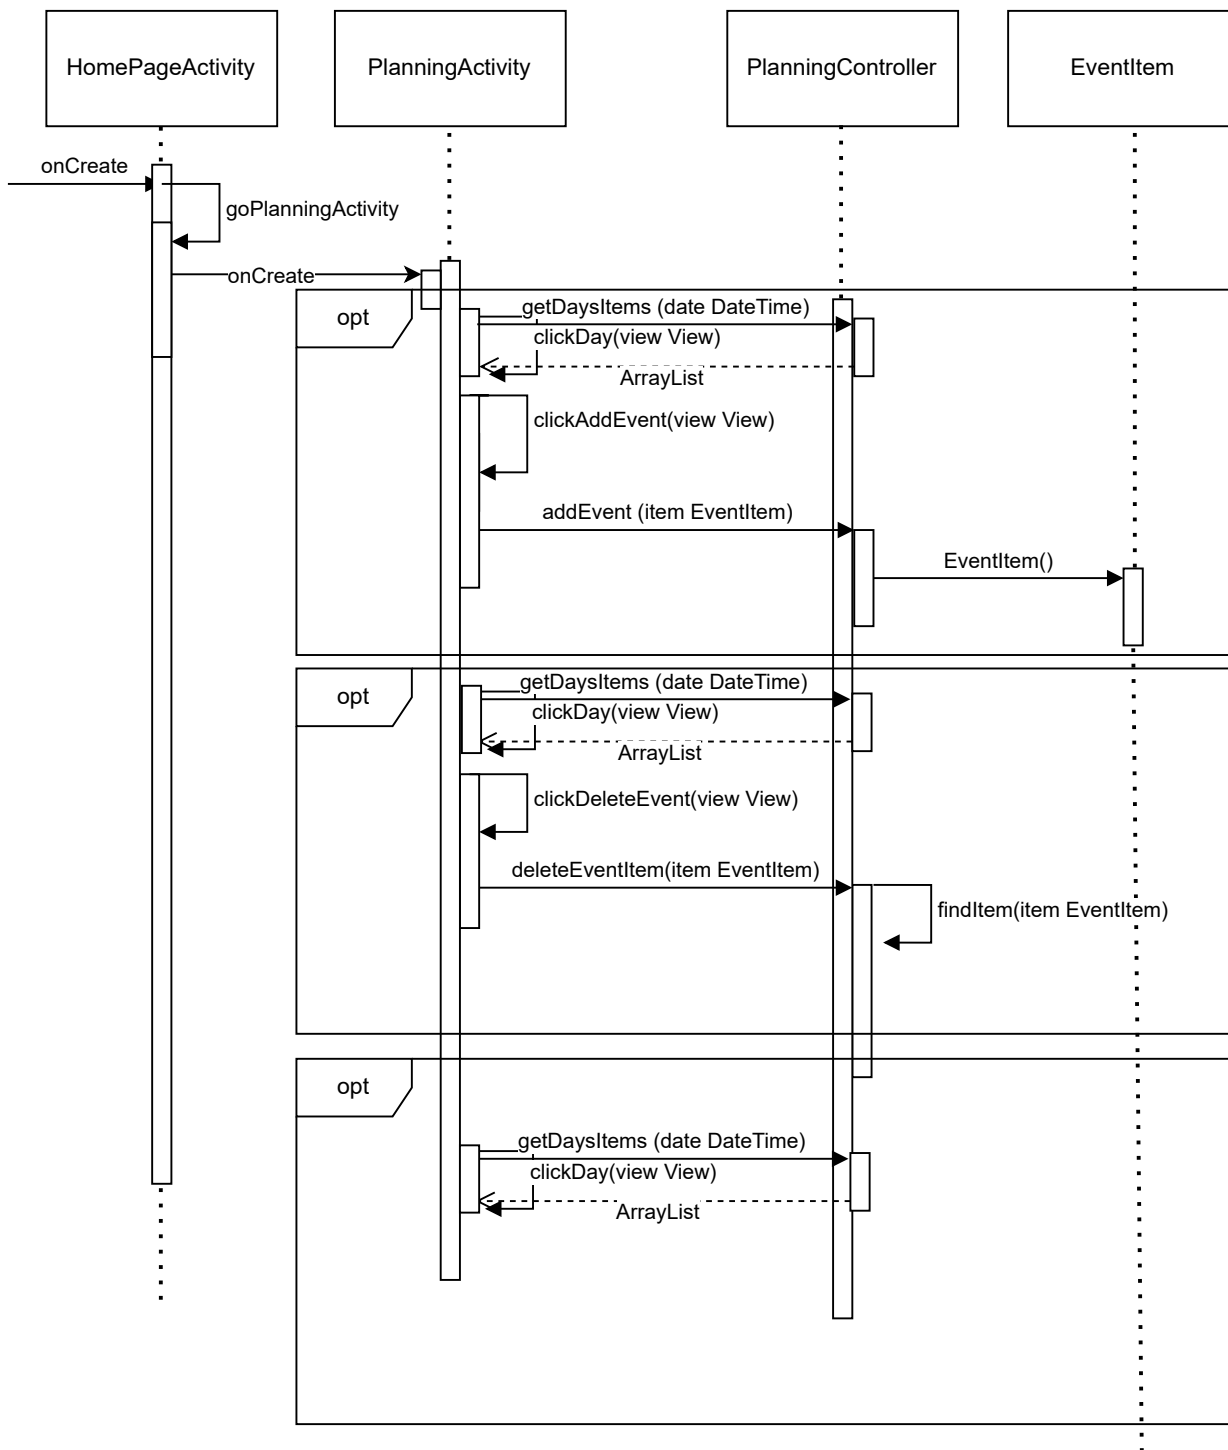 HomePageActivity
PlanningActivity
PlanningController
EventItem
onCreate
goPlanningActivity
onCreate
opt
getDaysItems (date DateTime)
clickDay(view View)
ArrayList
clickAddEvent(view View)
addEvent (item EventItem)
EventItem()
opt
getDaysItems (date DateTime)
clickDay(view View)
ArrayList
clickDeleteEvent(view View)
deleteEventItem(item EventItem)
findItem(item EventItem)
opt
getDaysItems (date DateTime)
clickDay(view View)
ArrayList